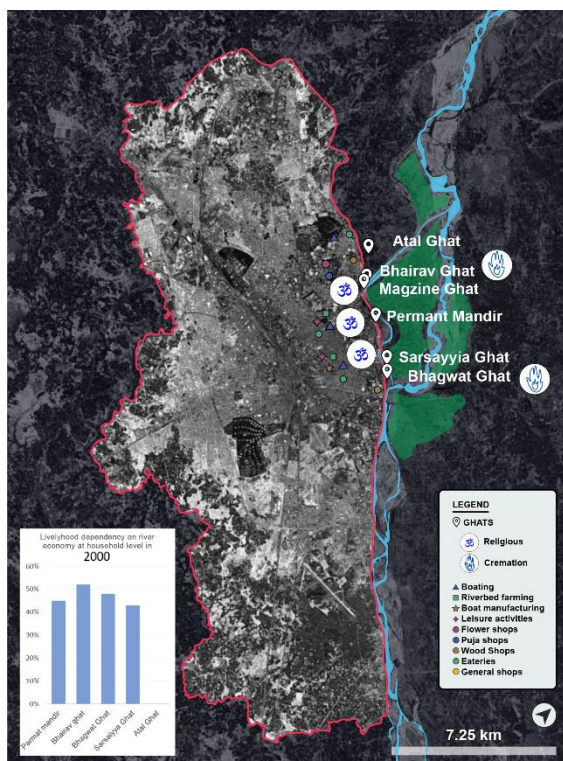 Atal Ghat
Bhairav Ghat
Magzine Ghat
ॐ
Permant Mandir
ॐ
Sarsayyia Ghat
ॐ
Bhagwat Ghat
LEGEND
GHATS
ॐ Religious
Cremation
Boating
Riverbed farming
Boat manufacturing
Leisure activities
Flower shops
Puja shops
Wood Shops
Eateries
General shops
7.25 km
Livelyhood dependency on river
economy at household level in
2000
60%
50%
40%
30%
20%
10%
0%
Parmat mandir
Bhairav ghat
Bhagwat Ghat
Sarsaiyya Ghat
Atal Ghat